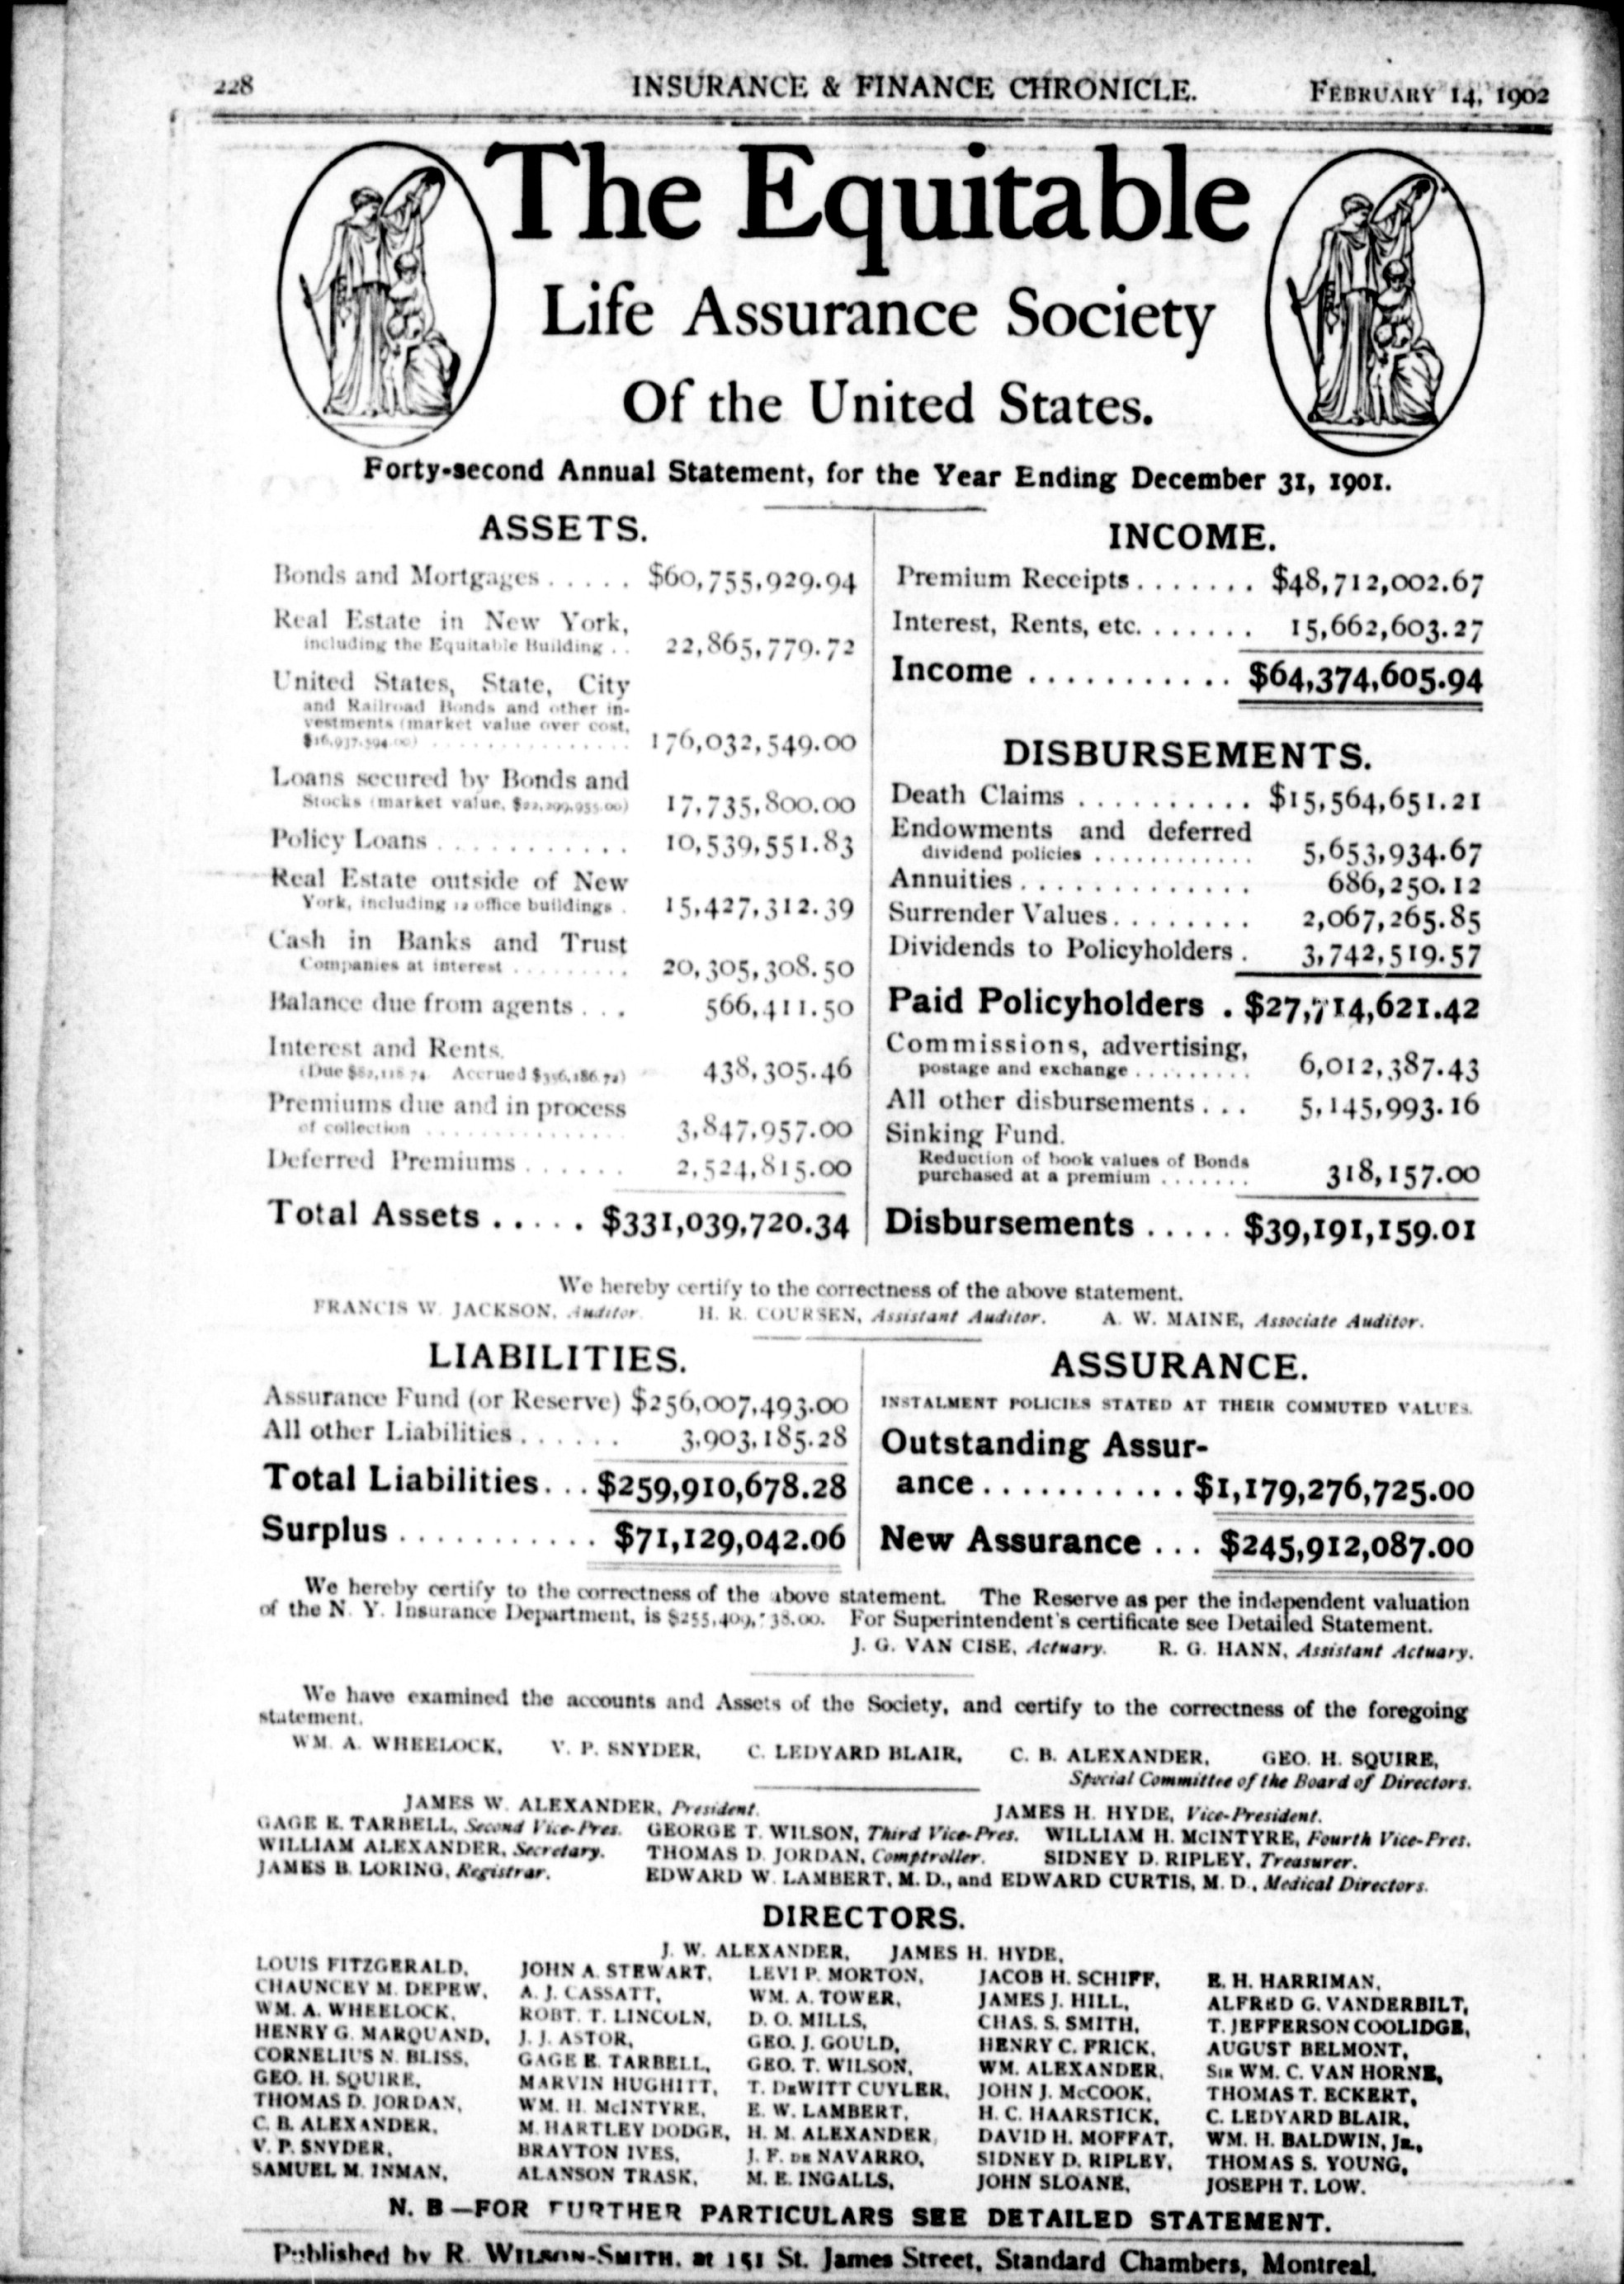 228 INSURANCE & FINANCE CHRONICLE. FEBRUARY 14, 1902
The Equitable
Life Assurance Society
Of the United States.
Forty-second Annual Statement, for the Year Ending December 31, 1901.
ASSETS.
Bonds and Mortgages ..... $60,755,929.94
Real Estate in New York,
including the Equitable Building .. 22,865,779.72
United States, State, City
and Railroad Bonds and other in-
vestments (market value over cost,
$16,937,594.00) ............... 176,032,549.00
Loans secured by Bonds and
Stocks (market value, $22,299,955.00) 17,735,800.00
Policy Loans ........... 10,539,551.83
Real Estate outside of New
York, including 12 office buildings . 15,427,312.39
Cash in Banks and Trust
Companies at interest ......... 20,305,308.50
Balance due from agents ... 566,411.50
Interest and Rents.
(Due $82,118.74 Accrued $356,186.72) 438,305.46
Premiums due and in process
of collection ............... 3,847,957.00
Deferred Premiums ...... 2,524,815.00
Total Assets ..... $331,039,720.34
INCOME.
Premium Receipts ....... $48,712,002.67
Interest, Rents, etc. ....... 15,662,603.27
Income ........... $64,374,605.94
DISBURSEMENTS.
Death Claims .......... $15,564,651.21
Endowments and deferred
dividend policies ............ 5,653,934.67
Annuities ............. 686,250.12
Surrender Values ........ 2,067,265.85
Dividends to Policyholders . 3,742,519.57
Paid Policyholders . $27,714,621.42
Commissions, advertising,
postage and exchange ......... 6,012,387.43
All other disbursements ... 5,145,993.16
Sinking Fund.
Reduction of book values of Bonds
purchased at a premium ....... 318,157.00
Disbursements ..... $39,191,159.01
We hereby certify to the correctness of the above statement.
FRANCIS W. JACKSON, Auditor. H. R. COURSEN, Assistant Auditor. A. W. MAINE, Associate Auditor.
LIABILITIES.
Assurance Fund (or Reserve) $256,007,493.00
All other Liabilities ...... 3,903,185.28
Total Liabilities ... $259,910,678.28
Surplus ........... $71,129,042.06
ASSURANCE.
INSTALMENT POLICIES STATED AT THEIR COMMUTED VALUES.
Outstanding Assur-
ance ........... $1,179,276,725.00
New Assurance ... $245,912,087.00
We hereby certify to the correctness of the above statement. The Reserve as per the independent valuation
of the N. Y. Insurance Department, is For Superintendent's certificate see Detailed Statement.
J. G. VAN CISE, Actuary. R. G. HANN, Assistant Actuary.
We have examined the accounts and Assets of the Society, and certify to the correctness of the foregoing
statement.
WM. A. WHEELOCK, V. P. SNYDER, C. LEDYARD BLAIR, C. B. ALEXANDER, GEO. H. SQUIRE,
Special Committee of the Board of Directors.
JAMES W. ALEXANDER, President. JAMES H. HYDE, Vice-President.
GAGE E. TARBELL, Second Vice-Pres. GEORGE T. WILSON, Third Vice-Pres. WILLIAM H. McINTYRE, Fourth Vice-Pres.
WILLIAM ALEXANDER, Secretary. THOMAS D. JORDAN, Comptroller. SIDNEY D. RIPLEY, Treasurer.
JAMES B. LORING, Registrar. EDWARD W. LAMBERT, M. D., and EDWARD CURTIS, M. D., Medical Directors.
DIRECTORS.
J. W. ALEXANDER, JAMES H. HYDE,
LOUIS FITZGERALD, JOHN A. STEWART, LEVI P. MORTON, JACOB H. SCHIFF, E. H. HARRIMAN,
CHAUNCEY M. DEPEW, A. J. CASSATT, WM. A. TOWER, JAMES J. HILL, ALFRED G. VANDERBILT,
WM. A. WHEELOCK, ROBT. T. LINCOLN, D. O. MILLS, CHAS. S. SMITH, T. JEFFERSON COOLIDGE,
HENRY G. MARQUAND, J. J. ASTOR, GEO. J. GOULD, HENRY C. FRICK, AUGUST BELMONT,
CORNELIUS N. BLISS, GAGE E. TARBELL, GEO. T. WILSON, WM. ALEXANDER, SIR WM. C. VAN HORNE,
GEO. H. SQUIRE, MARVIN HUGHITT, T. DeWITT CUYLER, JOHN J. McCOOK, THOMAS T. ECKERT,
THOMAS D. JORDAN, WM. H. McINTYRE, E. W. LAMBERT, H. C. HAARSTICK, C. LEDYARD BLAIR,
C. B. ALEXANDER, M. HARTLEY DODGE, H. M. ALEXANDER, DAVID H. MOFFAT, WM. H. BALDWIN, JR.,
V. P. SNYDER, BRAYTON IVES, J. F. DE NAVARRO, SIDNEY D. RIPLEY, THOMAS S. YOUNG,
SAMUEL M. INMAN, ALANSON TRASK, M. E. INGALLS, JOHN SLOANE, JOSEPH T. LOW.
N. B—FOR FURTHER PARTICULARS SEE DETAILED STATEMENT.
Published by R. WILSON-SMITH, at 151 St. James Street, Standard Chambers, Montreal.